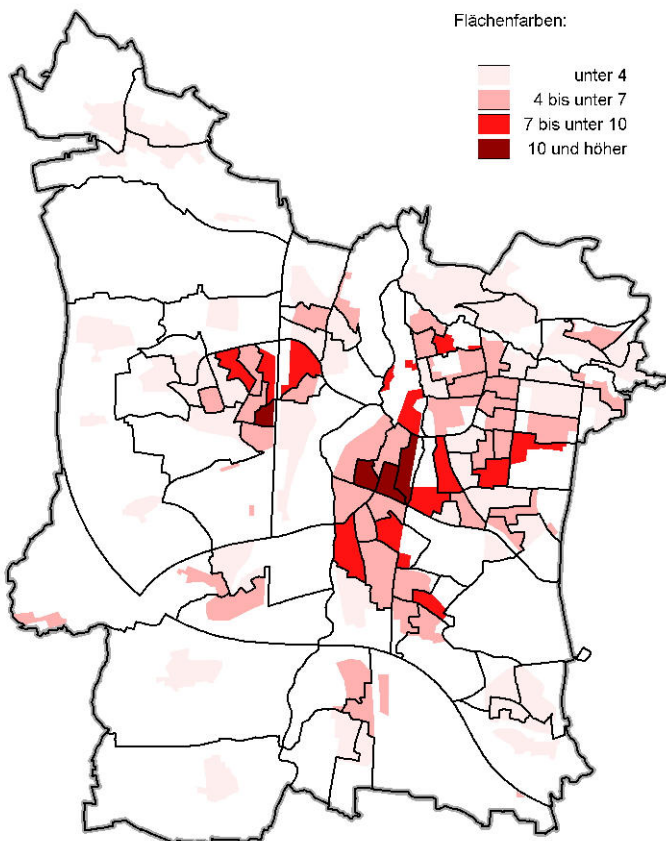 Flächenfarben:
unter 4
4 bis unter 7
7 bis unter 10
10 und höher